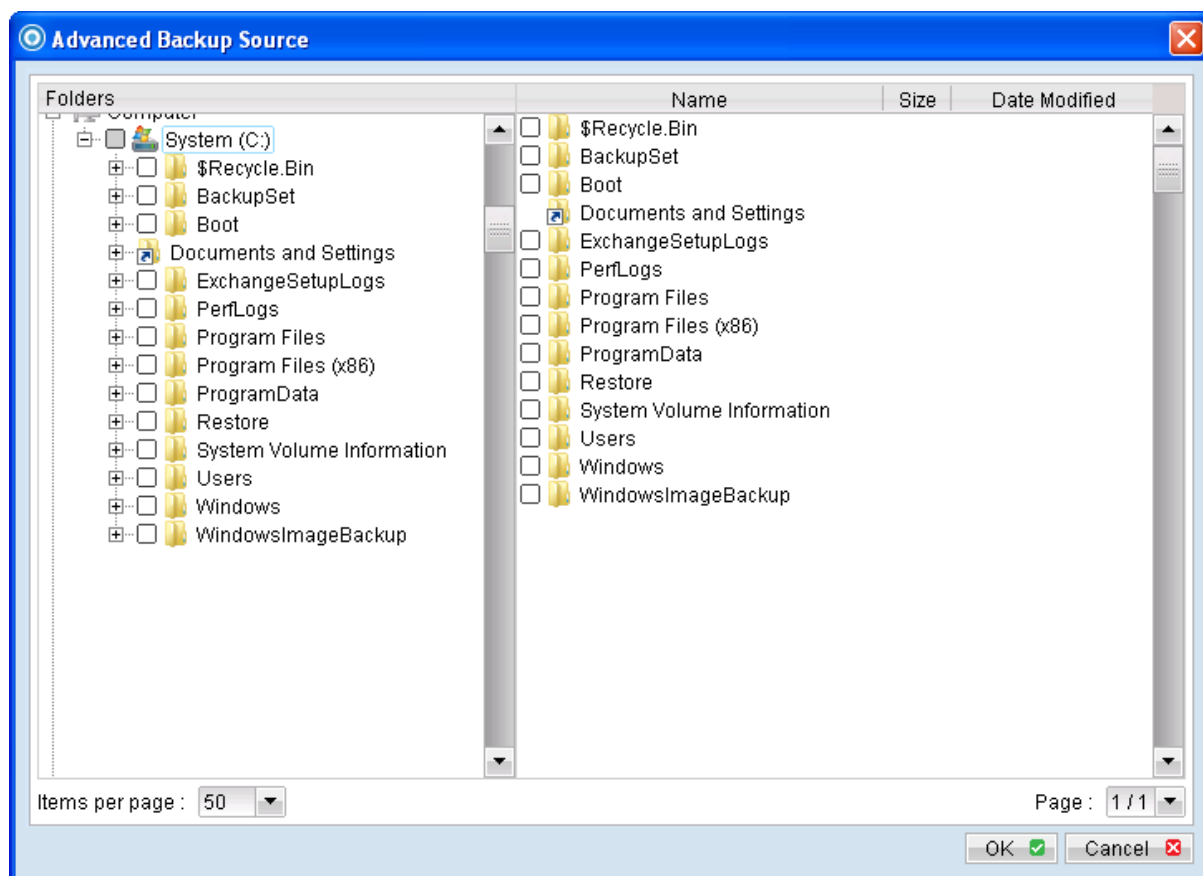 Advanced Backup Source
Folders
Computer
System (C:)
$Recycle.Bin
BackupSet
Boot
Documents and Settings
ExchangeSetupLogs
PerfLogs
Program Files
Program Files (x86)
ProgramData
Restore
System Volume Information
Users
Windows
WindowsImageBackup
Name Size Date Modified
$Recycle.Bin
BackupSet
Boot
Documents and Settings
ExchangeSetupLogs
PerfLogs
Program Files
Program Files (x86)
ProgramData
Restore
System Volume Information
Users
Windows
WindowsImageBackup
Items per page : 50
Page : 1 / 1
OK Cancel